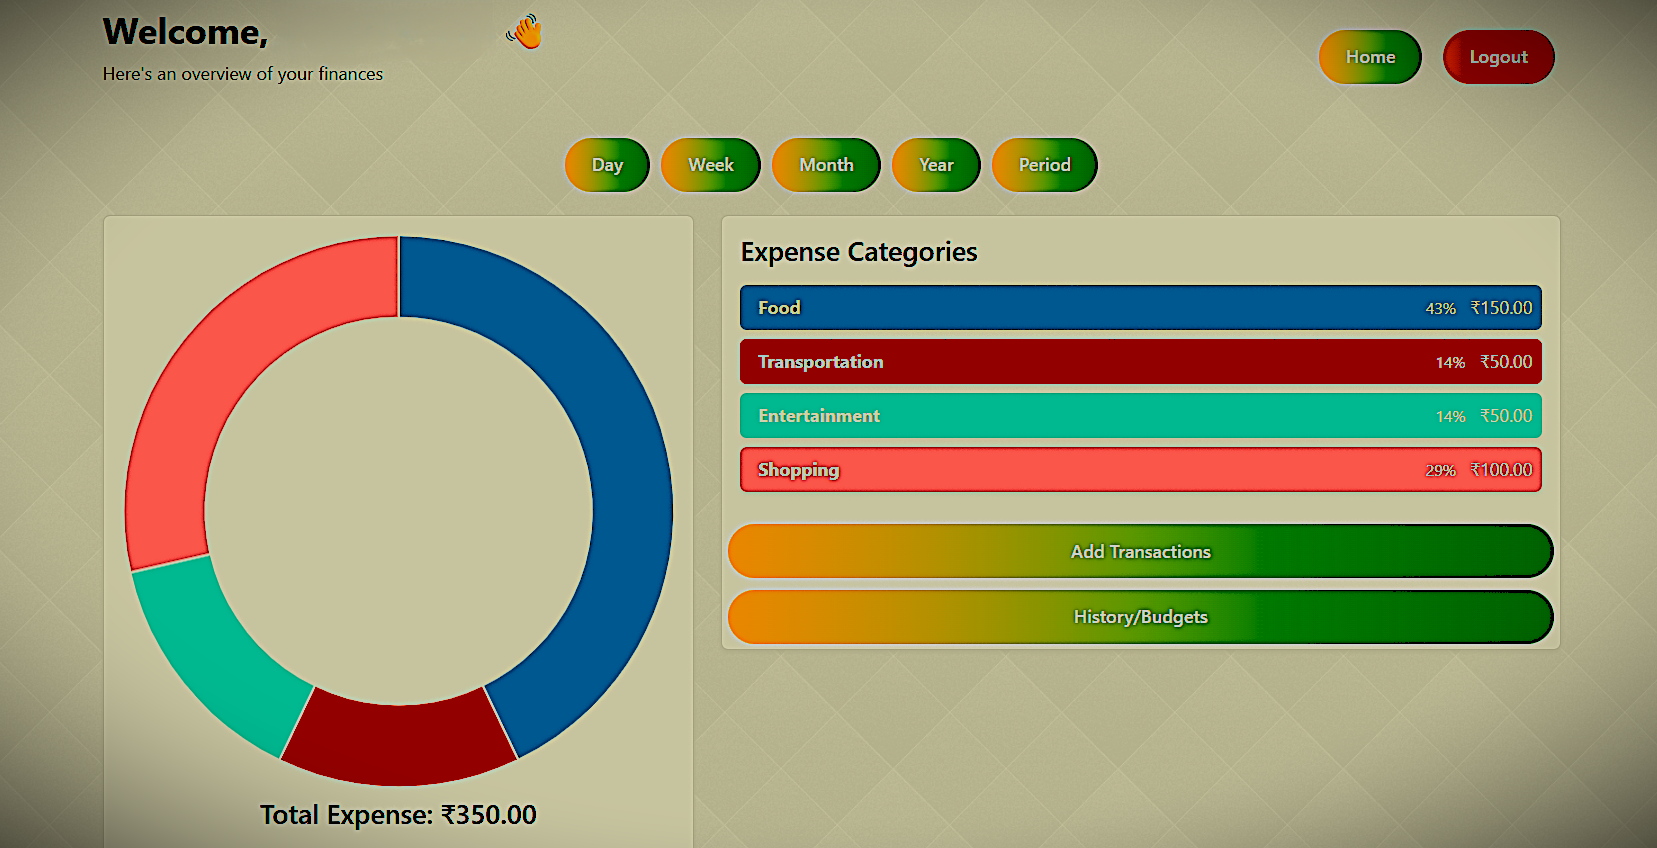 Welcome, 👋
Here's an overview of your finances
Home
Logout
Day
Week
Month
Year
Period
Total Expense: ₹350.00
Expense Categories
Food 43% ₹150.00
Transportation 14% ₹50.00
Entertainment 14% ₹50.00
Shopping 29% ₹100.00
Add Transactions
History/Budgets